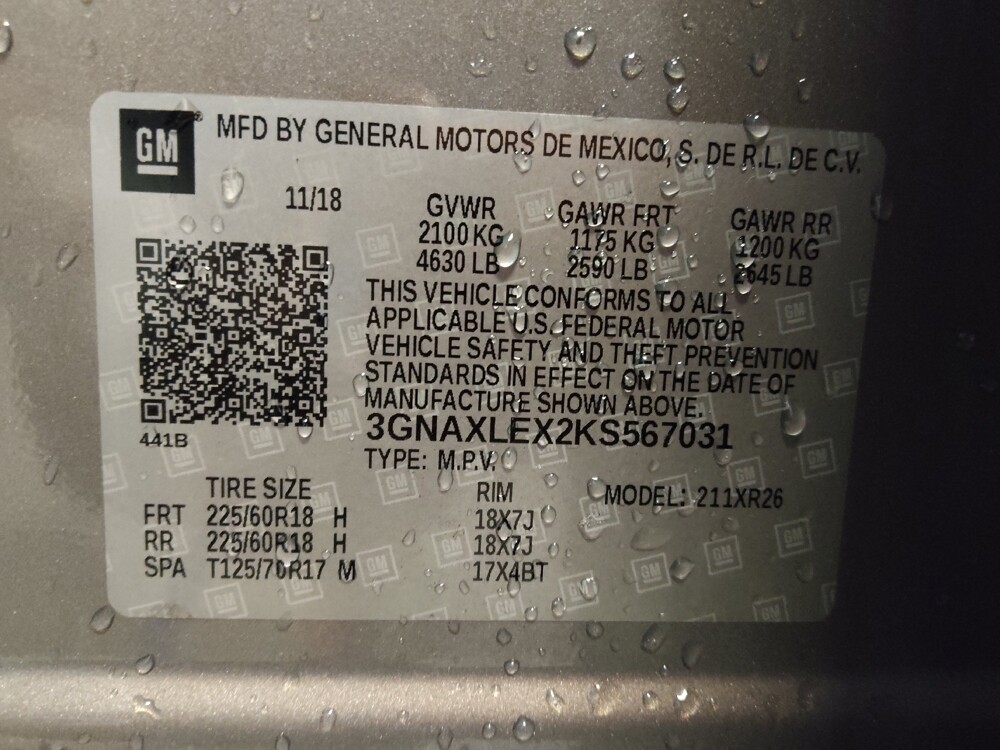 GM
MFD BY GENERAL MOTORS DE MEXICO, S. DE R.L. DE C.V.
11/18 GVWR GAWR FRT GAWR RR
2100 KG 1175 KG 1200 KG
4630 LB 2590 LB 2645 LB
THIS VEHICLE CONFORMS TO ALL
APPLICABLE U.S. FEDERAL MOTOR
VEHICLE SAFETY AND THEFT PREVENTION
STANDARDS IN EFFECT ON THE DATE OF
MANUFACTURE SHOWN ABOVE.
441B 3GNAXLEX2KS567031
TYPE: M.P.V.
TIRE SIZE RIM MODEL: 211XR26
FRT 225/60R18 H 18X7J
RR 225/60R18 H 18X7J
SPA T125/70R17 M 17X4BT